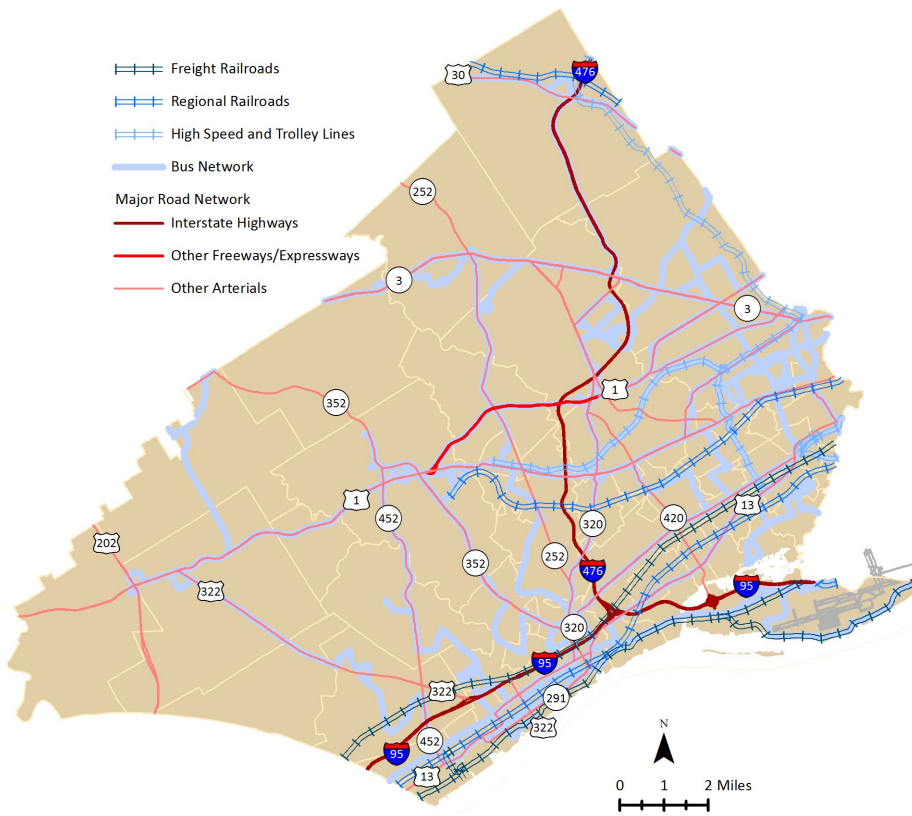 Freight Railroads
Regional Railroads
High Speed and Trolley Lines
Bus Network
Major Road Network
Interstate Highways
Other Freeways/Expressways
Other Arterials
30
476
252
3
3
352
1
1
452
320
420
13
202
322
352
252
476
95
320
95
322
291
322
452
95
13
N
0 1 2 Miles